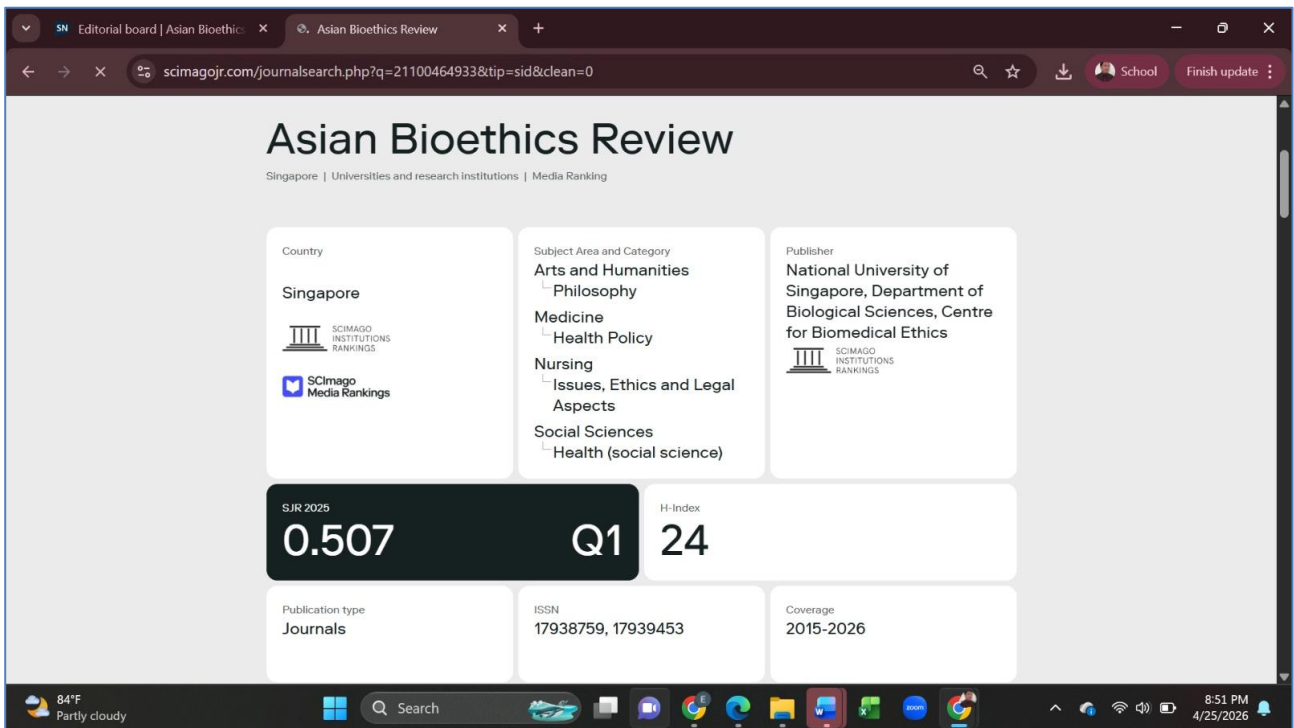 SN Editorial board | Asian Bioethics
Asian Bioethics Review
scimagojr.com/journalsearch.php?q=21100464933&tip=sid&clean=0
School
Finish update
Asian Bioethics Review
Singapore | Universities and research institutions | Media Ranking
Country
Singapore
SCIMAGO
INSTITUTIONS
RANKINGS
SCImago
Media Rankings
Subject Area and Category
Arts and Humanities
Philosophy
Medicine
Health Policy
Nursing
Issues, Ethics and Legal
Aspects
Social Sciences
Health (social science)
Publisher
National University of
Singapore, Department of
Biological Sciences, Centre
for Biomedical Ethics
SCIMAGO
INSTITUTIONS
RANKINGS
SJR 2025
0.507 Q1
H-Index
24
Publication type
Journals
ISSN
17938759, 17939453
Coverage
2015-2026
84°F
Partly cloudy
Search
E
W
X
zoom
8:51 PM
4/25/2026